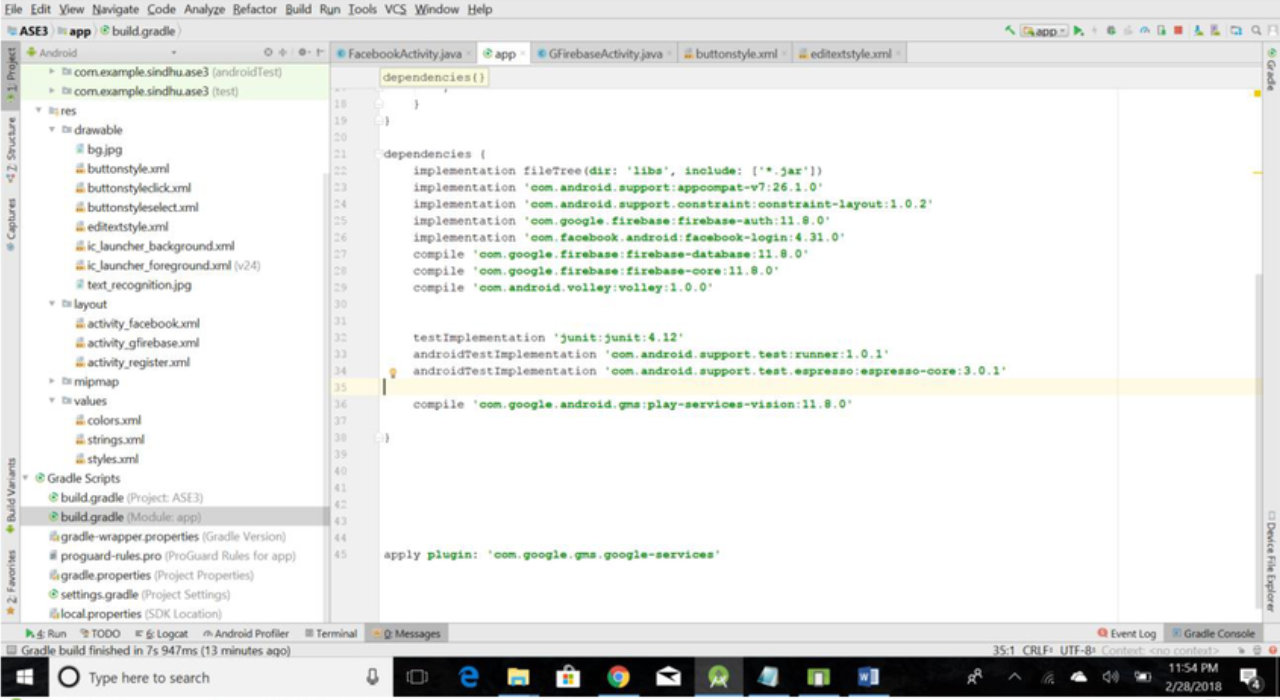 File Edit View Navigate Code Analyze Refactor Build Run Tools VCS Window Help
ASE3 app build.gradle
app
Android
FacebookActivity.java app GFirebaseActivity.java buttonstyle.xml editextstyle.xml
1: Project
Z: Structure
Captures
Build Variants
2: Favorites
Gradle
Device File Explorer
com.example.sindhu.ase3 (androidTest)
com.example.sindhu.ase3 (test)
res
drawable
bg.jpg
buttonstyle.xml
buttonstyleclick.xml
buttonstyleselect.xml
editextstyle.xml
ic_launcher_background.xml
ic_launcher_foreground.xml (v24)
text_recognition.jpg
layout
activity_facebook.xml
activity_gfirebase.xml
activity_register.xml
mipmap
values
colors.xml
strings.xml
styles.xml
Gradle Scripts
build.gradle (Project: ASE3)
build.gradle (Module: app)
gradle-wrapper.properties (Gradle Version)
proguard-rules.pro (ProGuard Rules for app)
gradle.properties (Project Properties)
settings.gradle (Project Settings)
local.properties (SDK Location)
dependencies{}
18 }
19 }
20
21 dependencies {
22 implementation fileTree(dir: 'libs', include: ['*.jar'])
23 implementation 'com.android.support:appcompat-v7:26.1.0'
24 implementation 'com.android.support.constraint:constraint-layout:1.0.2'
25 implementation 'com.google.firebase:firebase-auth:11.8.0'
26 implementation 'com.facebook.android:facebook-login:4.31.0'
27 compile 'com.google.firebase:firebase-database:11.8.0'
28 compile 'com.google.firebase:firebase-core:11.8.0'
29 compile 'com.android.volley:volley:1.0.0'
30
31
32 testImplementation 'junit:junit:4.12'
33 androidTestImplementation 'com.android.support.test:runner:1.0.1'
34 androidTestImplementation 'com.android.support.test.espresso:espresso-core:3.0.1'
35
36 compile 'com.google.android.gms:play-services-vision:11.8.0'
37
38 }
39
40
41
42
43
44
45 apply plugin: 'com.google.gms.google-services'
4: Run TODO 6: Logcat Android Profiler Terminal 0: Messages Event Log Gradle Console
Gradle build finished in 7s 947ms (13 minutes ago) 35:1 CRLF UTF-8 Context: <no context>
Type here to search
11:54 PM
2/28/2018
4